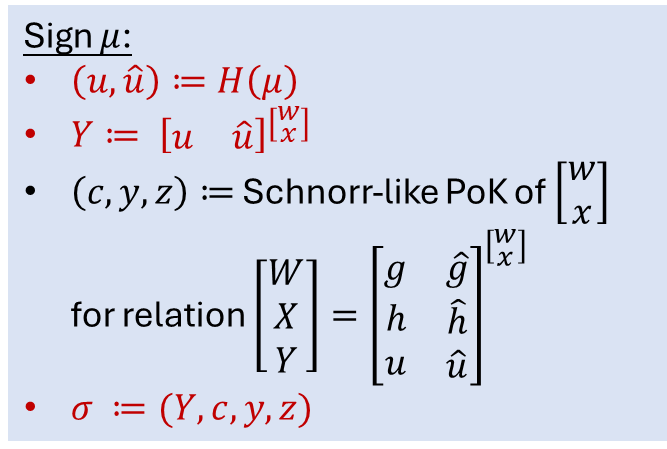 Sign μ:
• (u, û) ≔ H(μ)
• Y ≔ [u û]^[w x]
• (c, y, z) ≔ Schnorr-like PoK of [w x]
for relation [W X Y] = [g ĝ h ĥ u û]^[w x]
• σ ≔ (Y, c, y, z)